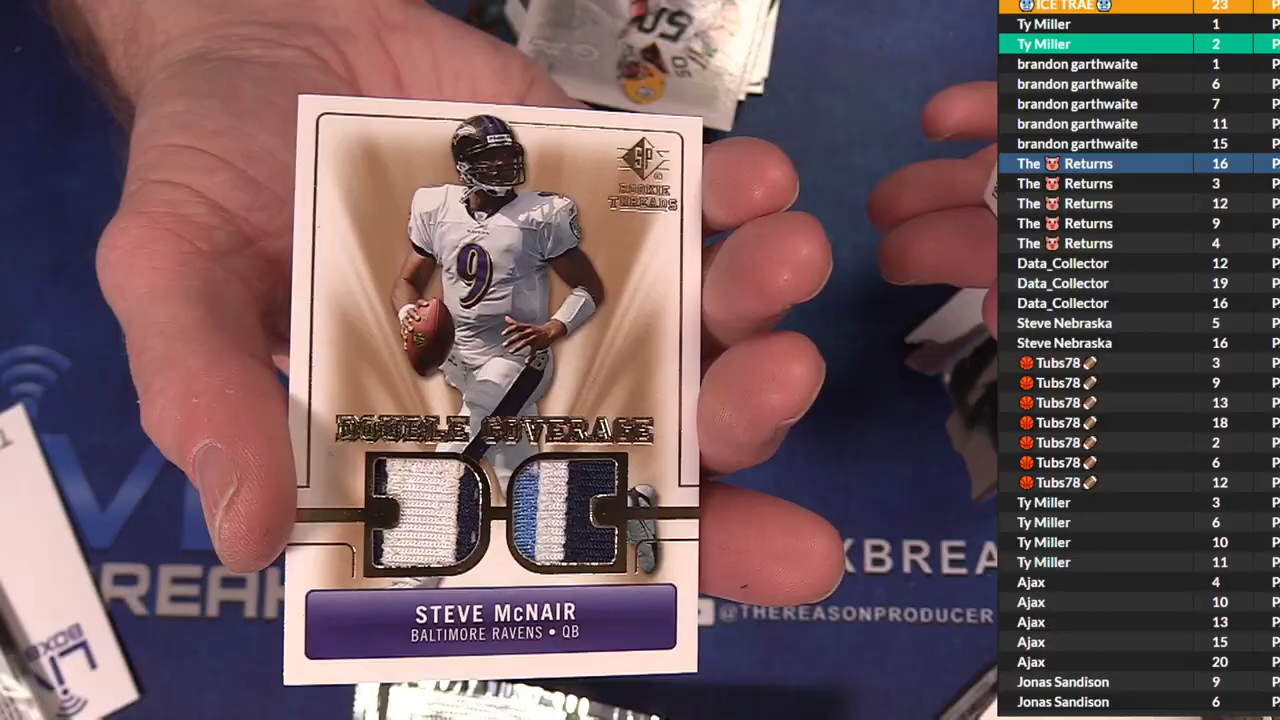 SP
ROOKIE
THREADS
9
DOUBLE COVERAGE
STEVE McNAIR
BALTIMORE RAVENS • QB
50
BREAK
XBREA
@THEREASONPRODUCER
BOXB
ICE TRAE 23
Ty Miller 1 P
Ty Miller 2 P
brandon garthwaite 1 P
brandon garthwaite 6 P
brandon garthwaite 7 P
brandon garthwaite 11 P
brandon garthwaite 15 P
The 🐷 Returns 16 P
The 🐷 Returns 3 P
The 🐷 Returns 12 P
The 🐷 Returns 9 P
The 🐷 Returns 4 P
Data_Collector 12 P
Data_Collector 19 P
Data_Collector 16 P
Steve Nebraska 5 P
Steve Nebraska 16 P
🏀 Tubs78 🏈 3 P
🏀 Tubs78 🏈 9 P
🏀 Tubs78 🏈 13 P
🏀 Tubs78 🏈 18 P
🏀 Tubs78 🏈 2 P
🏀 Tubs78 🏈 6 P
🏀 Tubs78 🏈 12 P
Ty Miller 3 P
Ty Miller 6 P
Ty Miller 10 P
Ty Miller 11 P
Ajax 4 P
Ajax 10 P
Ajax 13 P
Ajax 15 P
Ajax 20 P
Jonas Sandison 9 P
Jonas Sandison 6 P